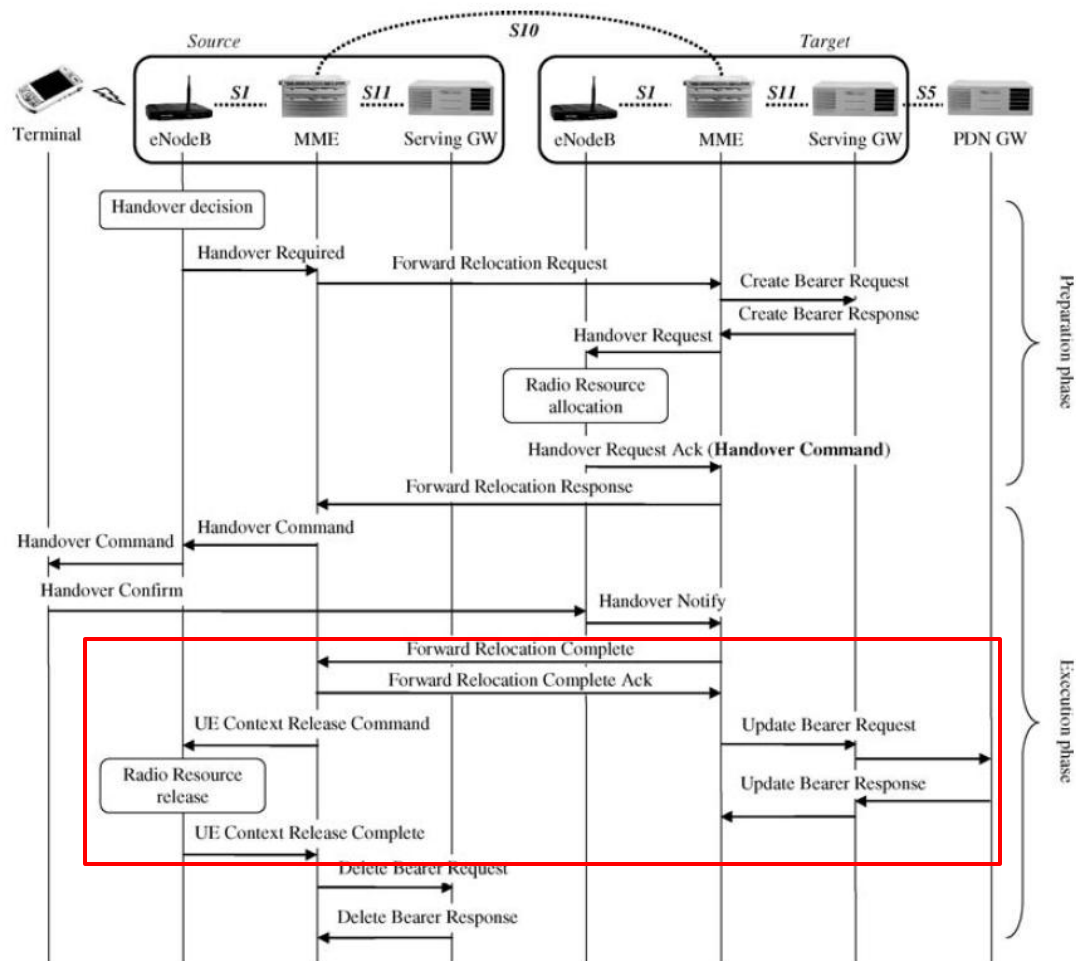 S10
Source
Target
S1
S11
S1
S11
S5
Terminal
eNodeB
MME
Serving GW
eNodeB
MME
Serving GW
PDN GW
Handover decision
Handover Required
Forward Relocation Request
Create Bearer Request
Create Bearer Response
Handover Request
Radio Resource
allocation
Handover Request Ack (Handover Command)
Forward Relocation Response
Preparation phase
Handover Command
Handover Command
Handover Confirm
Handover Notify
Forward Relocation Complete
Forward Relocation Complete Ack
UE Context Release Command
Update Bearer Request
Radio Resource
release
Update Bearer Response
UE Context Release Complete
Delete Bearer Request
Delete Bearer Response
Execution phase